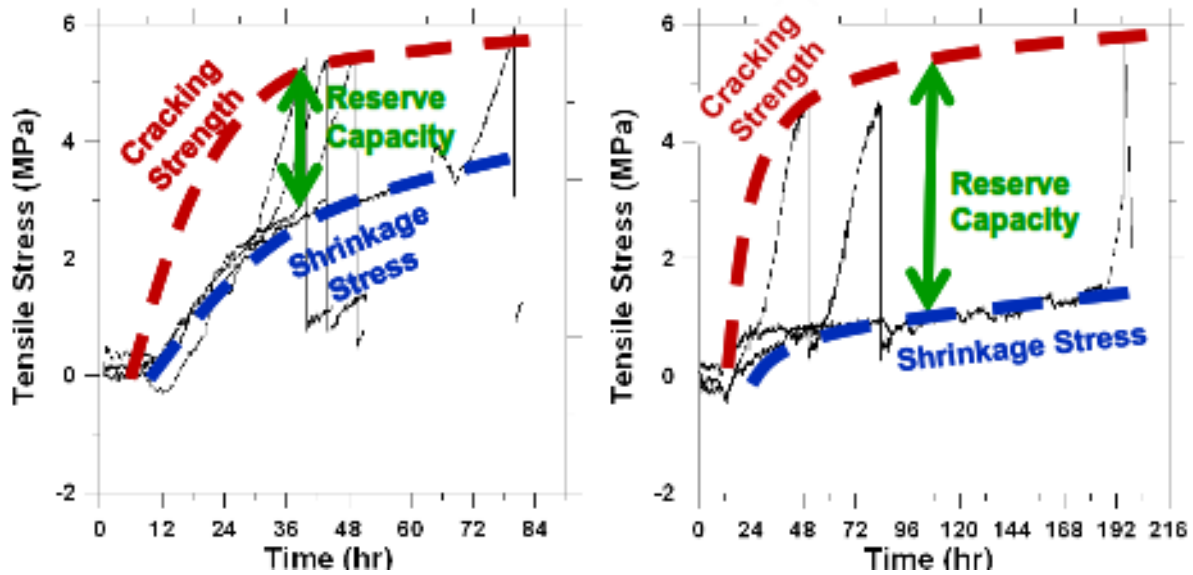 6
4
2
0
-2
Tensile Stress (MPa)
Cracking
Strength
Reserve
Capacity
Shrinkage
Stress
0 12 24 36 48 60 72 84
Time (hr)
6
4
2
0
-2
Tensile Stress (MPa)
Cracking
Strength
Reserve
Capacity
Shrinkage Stress
0 24 48 72 96 120 144 168 192 216
Time (hr)